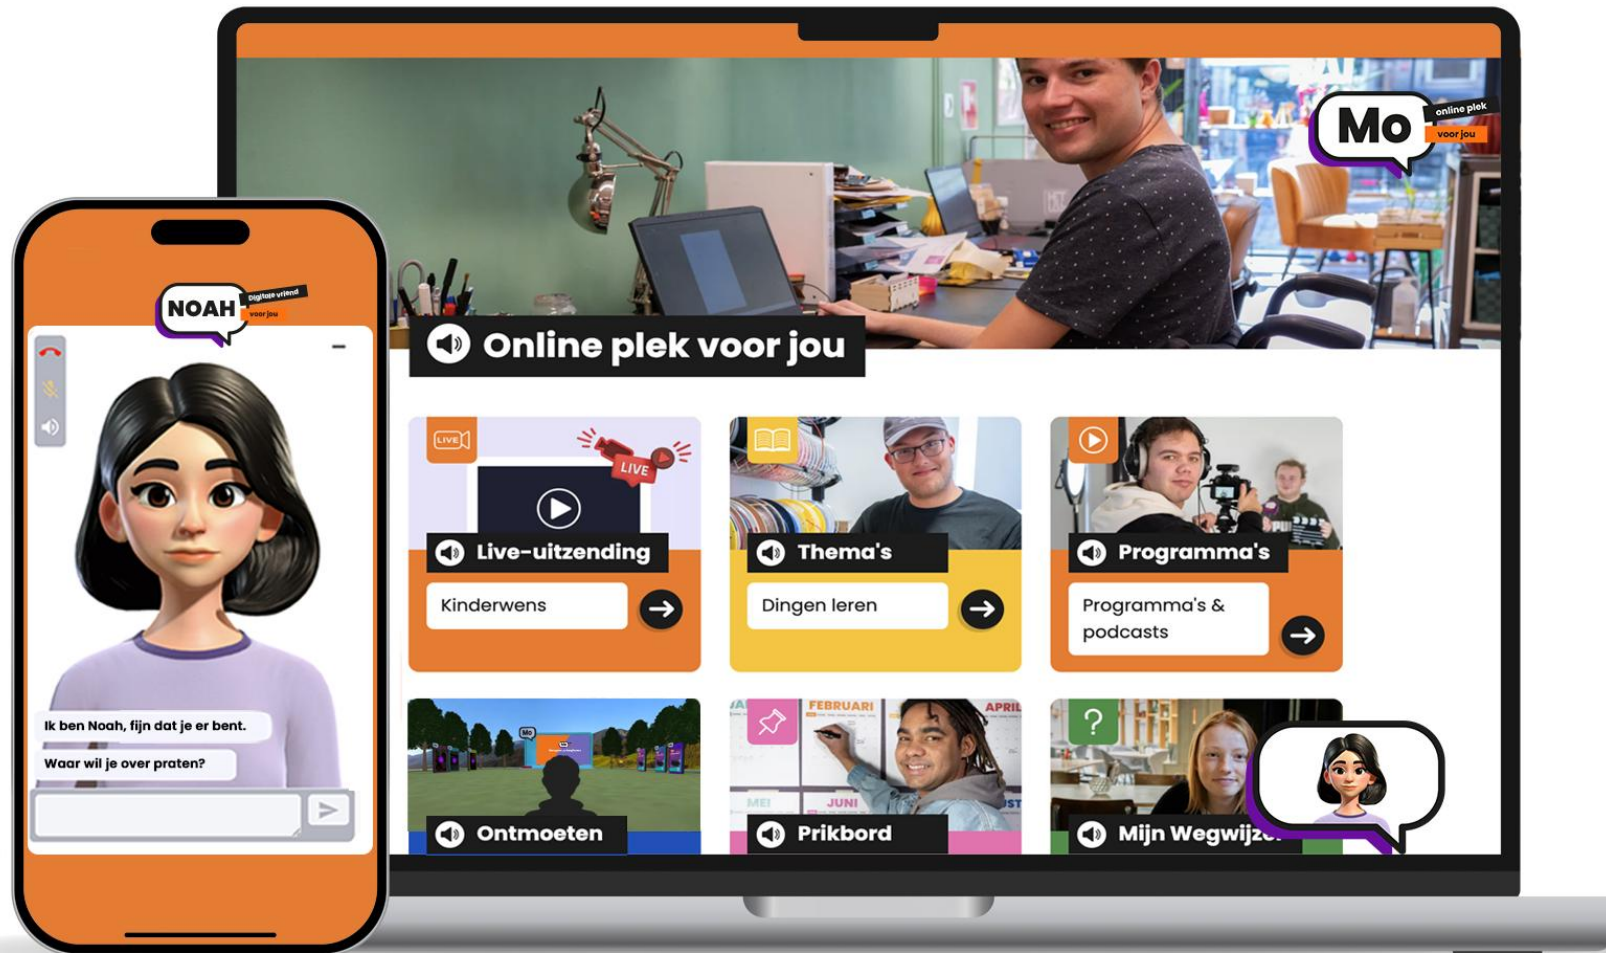 Mo
online plek
voor jou
NOAH
Digitale vriend
voor jou
Online plek voor jou
LIVE
LIVE
Live-uitzending
Kinderwens
Thema's
Dingen leren
Programma's
Programma's &
podcasts
Ik ben Noah, fijn dat je er bent.
Waar wil je over praten?
Mo
Ontmoeten
FEBRUARI
APRIL
MEI
JUNI
Prikbord
?
Mijn Wegwijze